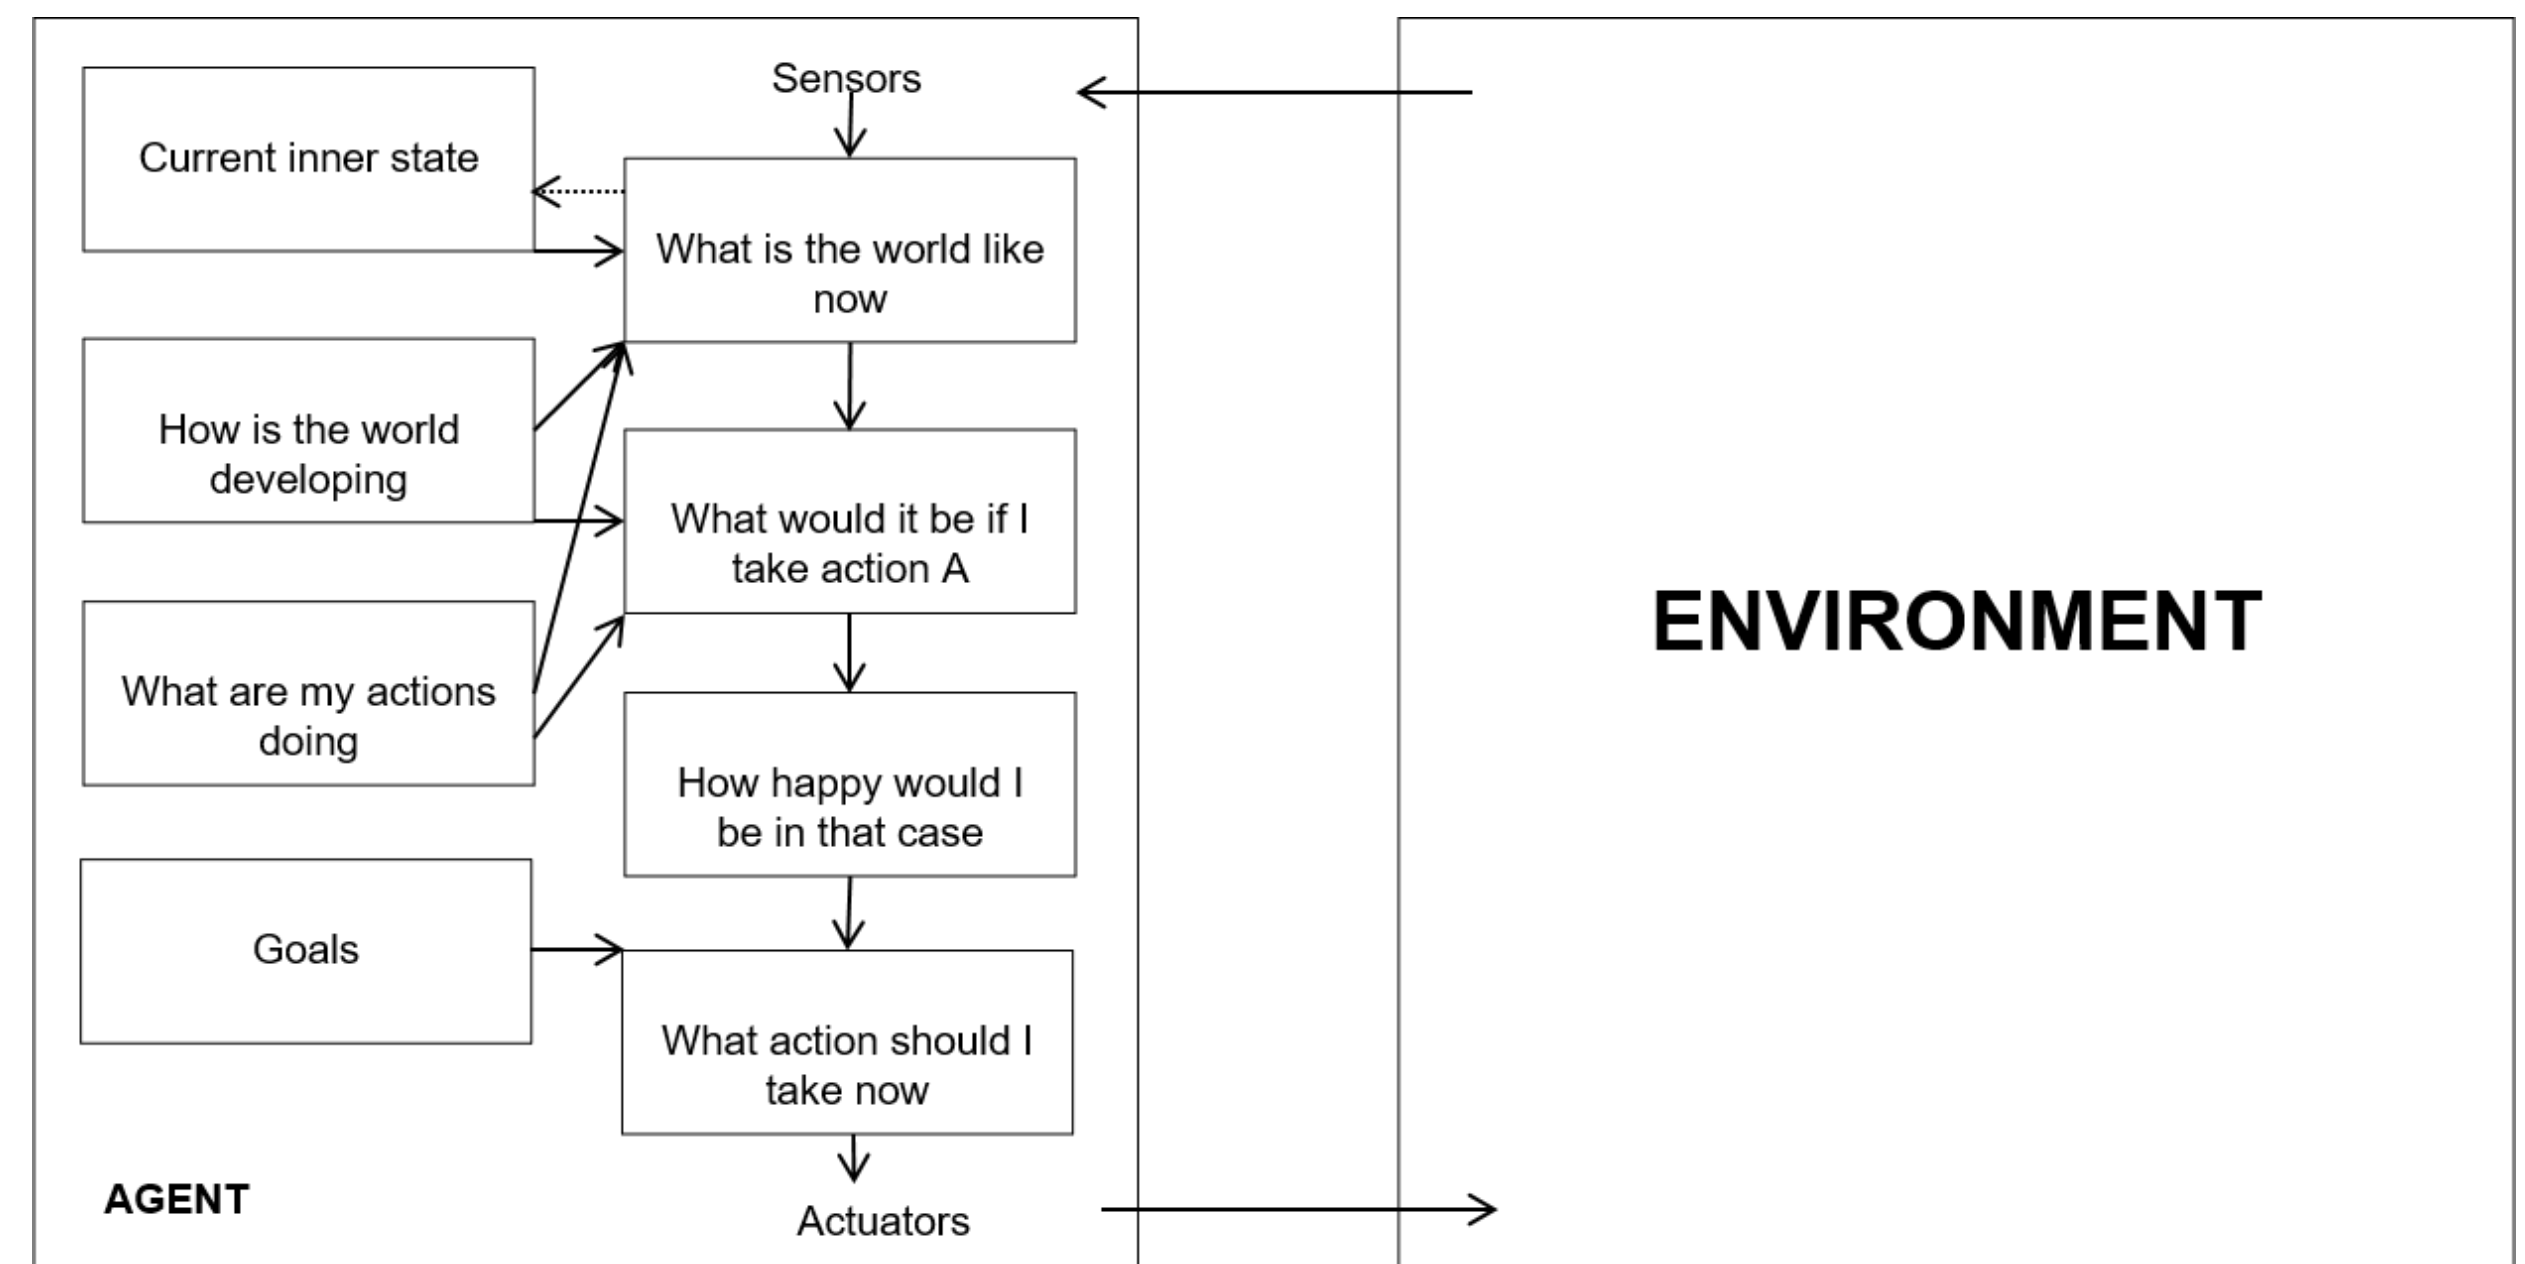 Sensors
Current inner state
What is the world like
now
How is the world
developing
What would it be if I
take action A
What are my actions
doing
How happy would I
be in that case
Goals
What action should I
take now
AGENT
Actuators
ENVIRONMENT